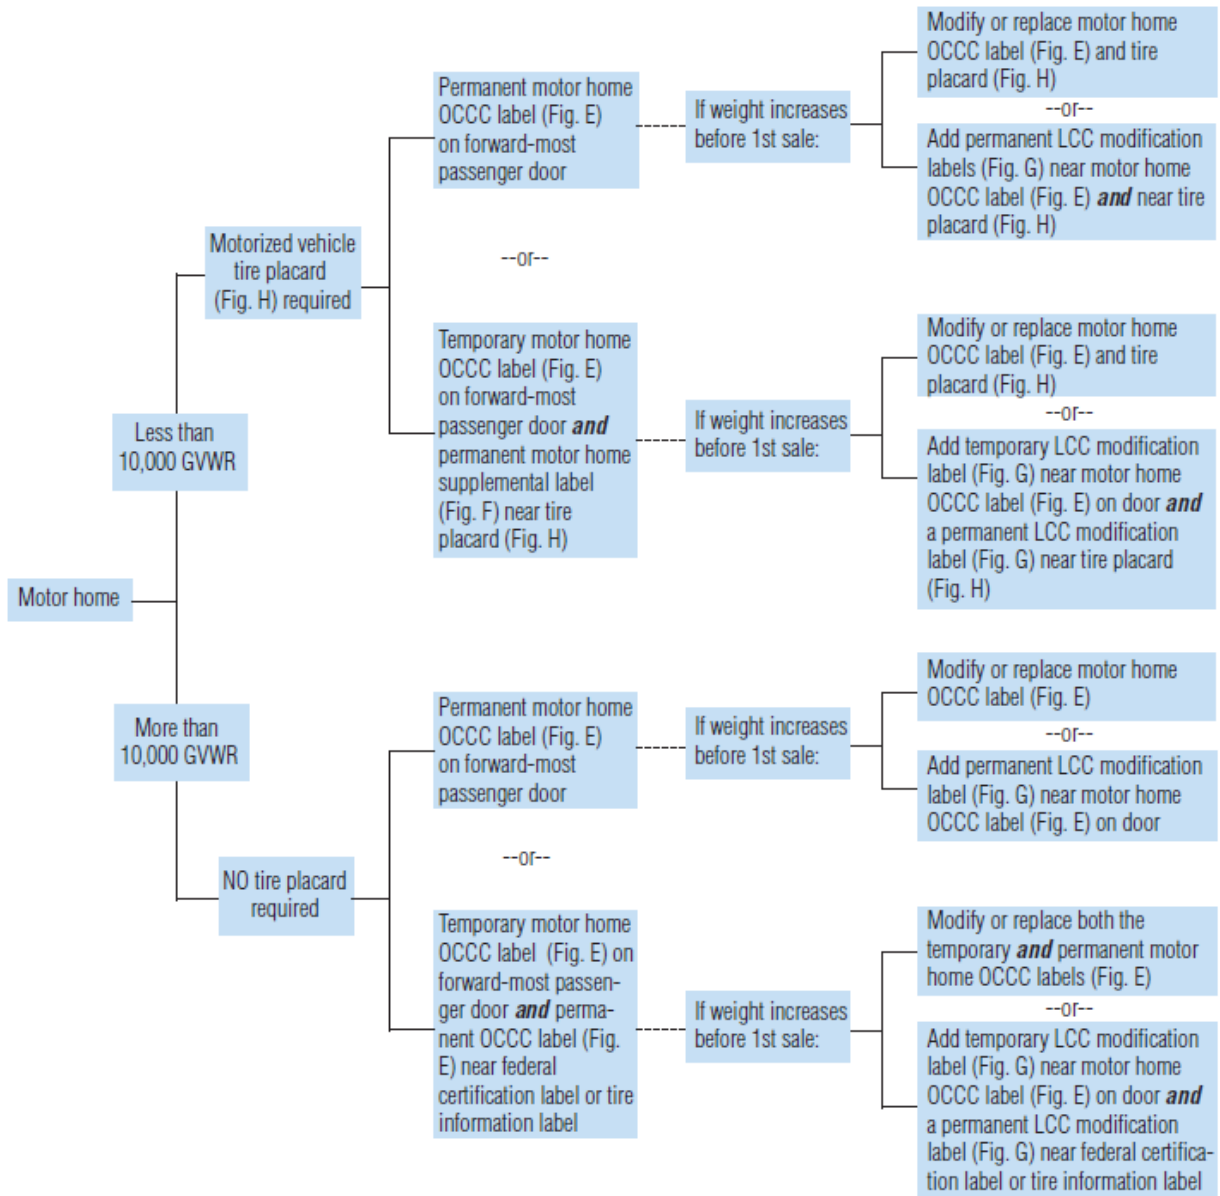 Modify or replace motor home
OCCC label (Fig. E) and tire
placard (Fig. H)
--or--
Add permanent LCC modification
labels (Fig. G) near motor home
OCCC label (Fig. E) and near tire
placard (Fig. H)
Permanent motor home
OCCC label (Fig. E)
on forward-most
passenger door
If weight increases
before 1st sale:
Motorized vehicle
tire placard
(Fig. H) required
--or--
Temporary motor home
OCCC label (Fig. E)
on forward-most
passenger door and
permanent motor home
supplemental label
(Fig. F) near tire
placard (Fig. H)
If weight increases
before 1st sale:
Modify or replace motor home
OCCC label (Fig. E) and tire
placard (Fig. H)
--or--
Add temporary LCC modification
label (Fig. G) near motor home
OCCC label (Fig. E) on door and
a permanent LCC modification
label (Fig. G) near tire placard
(Fig. H)
Less than
10,000 GVWR
Motor home
More than
10,000 GVWR
Permanent motor home
OCCC label (Fig. E)
on forward-most
passenger door
If weight increases
before 1st sale:
Modify or replace motor home
OCCC label (Fig. E)
--or--
Add permanent LCC modification
label (Fig. G) near motor home
OCCC label (Fig. E) on door
--or--
NO tire placard
required
Temporary motor home
OCCC label (Fig. E) on
forward-most passen-
ger door and perma-
nent OCCC label (Fig.
E) near federal
certification label or tire
information label
If weight increases
before 1st sale:
Modify or replace both the
temporary and permanent motor
home OCCC labels (Fig. E)
--or--
Add temporary LCC modification
label (Fig. G) near motor home
OCCC label (Fig. E) on door and
a permanent LCC modification
label (Fig. G) near federal certifica-
tion label or tire information label